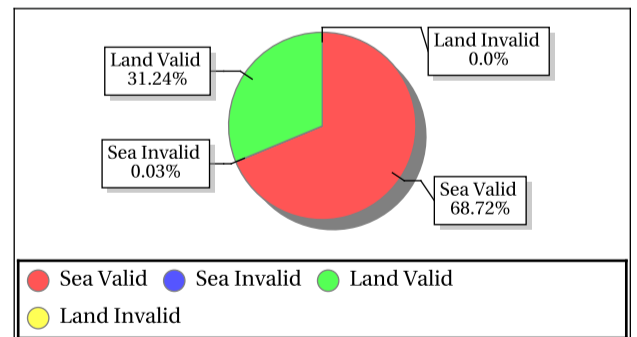 Land Invalid
0.0%
Land Valid
31.24%
Sea Invalid
0.03%
Sea Valid
68.72%
Sea Valid Sea Invalid Land Valid
Land Invalid